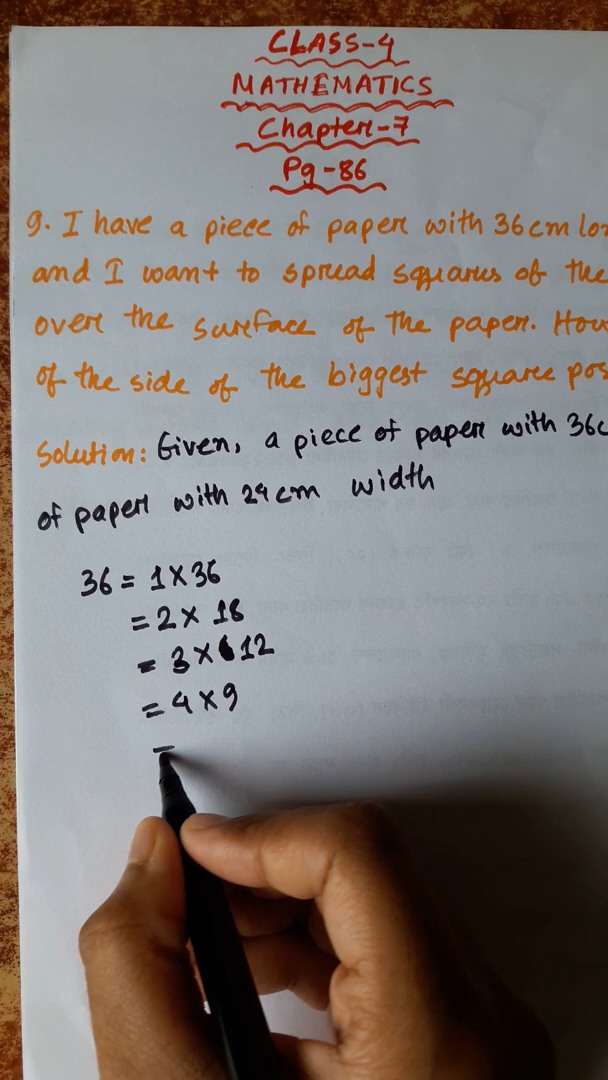 CLASS-4
MATHEMATICS
Chapter-7
Pg-86
9. I have a piece of paper with 36cm
and I want to spread squares of the
over the surface of the paper.
of the side of the biggest square
Solution: Given, a piece of paper with 36c
of paper with 24cm width
36 = 1×36
= 2× 18
= 3× 12
= 4×9
=